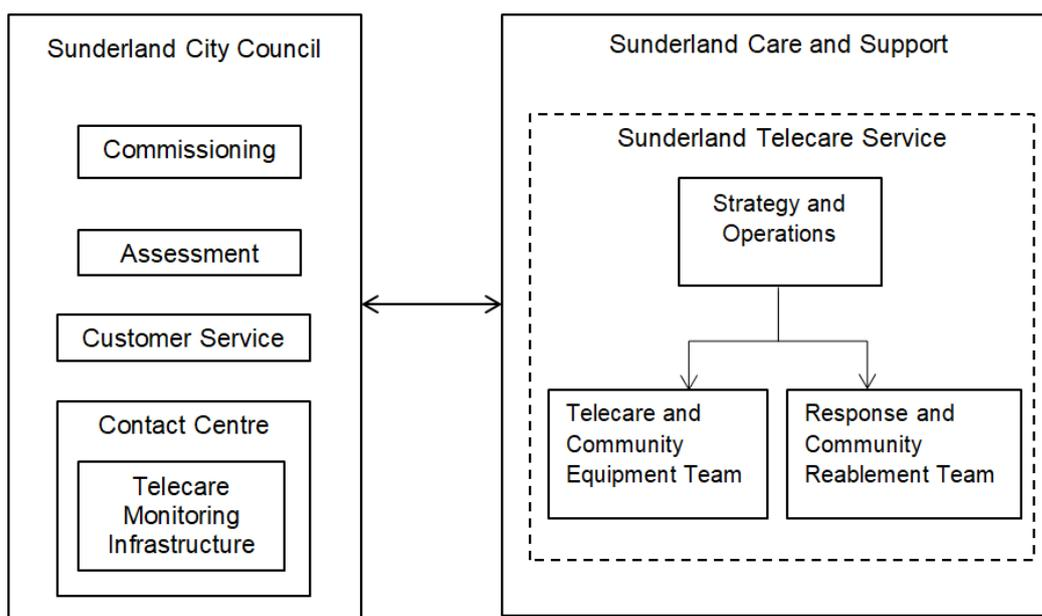 Sunderland City Council
Commissioning
Assessment
Customer Service
Contact Centre
Telecare
Monitoring
Infrastructure
Sunderland Care and Support
Sunderland Telecare Service
Strategy and
Operations
Telecare and
Community
Equipment Team
Response and
Community
Reablement Team